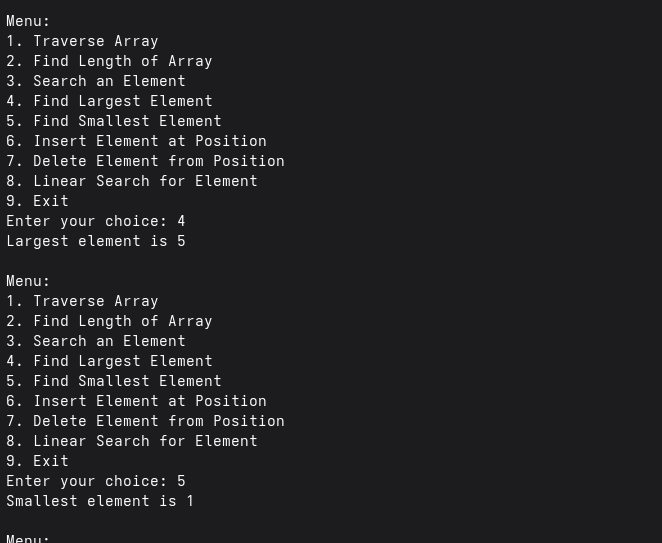 Menu:
1. Traverse Array
2. Find Length of Array
3. Search an Element
4. Find Largest Element
5. Find Smallest Element
6. Insert Element at Position
7. Delete Element from Position
8. Linear Search for Element
9. Exit
Enter your choice: 4
Largest element is 5
Menu:
1. Traverse Array
2. Find Length of Array
3. Search an Element
4. Find Largest Element
5. Find Smallest Element
6. Insert Element at Position
7. Delete Element from Position
8. Linear Search for Element
9. Exit
Enter your choice: 5
Smallest element is 1
Menu: